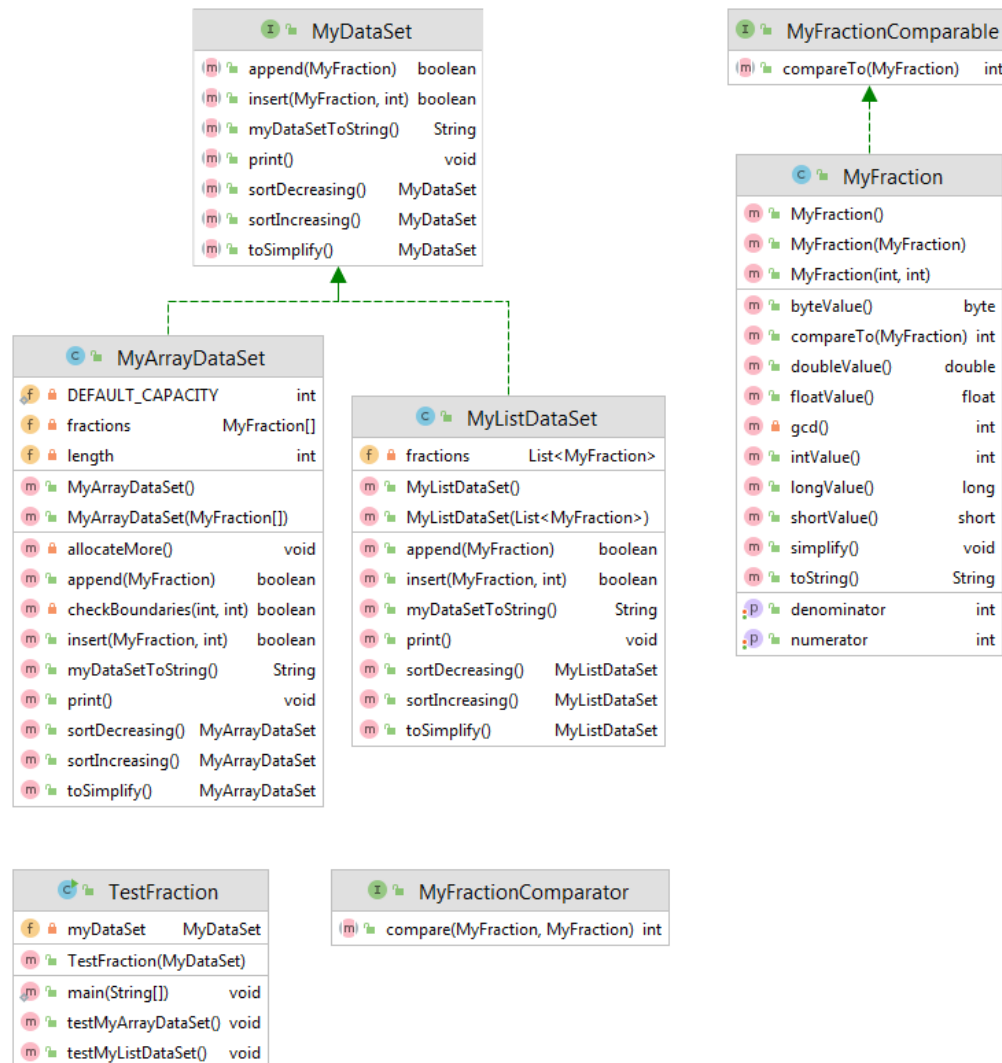 MyDataSet
append(MyFraction) boolean
insert(MyFraction, int) boolean
myDataSetToString() String
print() void
sortDecreasing() MyDataSet
sortIncreasing() MyDataSet
toSimplify() MyDataSet
MyFractionComparable
compareTo(MyFraction) int
MyFraction
MyFraction()
MyFraction(MyFraction)
MyFraction(int, int)
byteValue() byte
compareTo(MyFraction) int
doubleValue() double
floatValue() float
gcd() int
intValue() int
longValue() long
shortValue() short
simplify() void
toString() String
denominator int
numerator int
MyArrayDataSet
DEFAULT_CAPACITY int
fractions MyFraction[]
length int
MyArrayDataSet()
MyArrayDataSet(MyFraction[])
allocateMore() void
append(MyFraction) boolean
checkBoundaries(int, int) boolean
insert(MyFraction, int) boolean
myDataSetToString() String
print() void
sortDecreasing() MyArrayDataSet
sortIncreasing() MyArrayDataSet
toSimplify() MyArrayDataSet
MyListDataSet
fractions List<MyFraction>
MyListDataSet()
MyListDataSet(List<MyFraction>)
append(MyFraction) boolean
insert(MyFraction, int) boolean
myDataSetToString() String
print() void
sortDecreasing() MyListDataSet
sortIncreasing() MyListDataSet
toSimplify() MyListDataSet
TestFraction
myDataSet MyDataSet
TestFraction(MyDataSet)
main(String[]) void
testMyArrayDataSet() void
testMyListDataSet() void
MyFractionComparator
compare(MyFraction, MyFraction) int